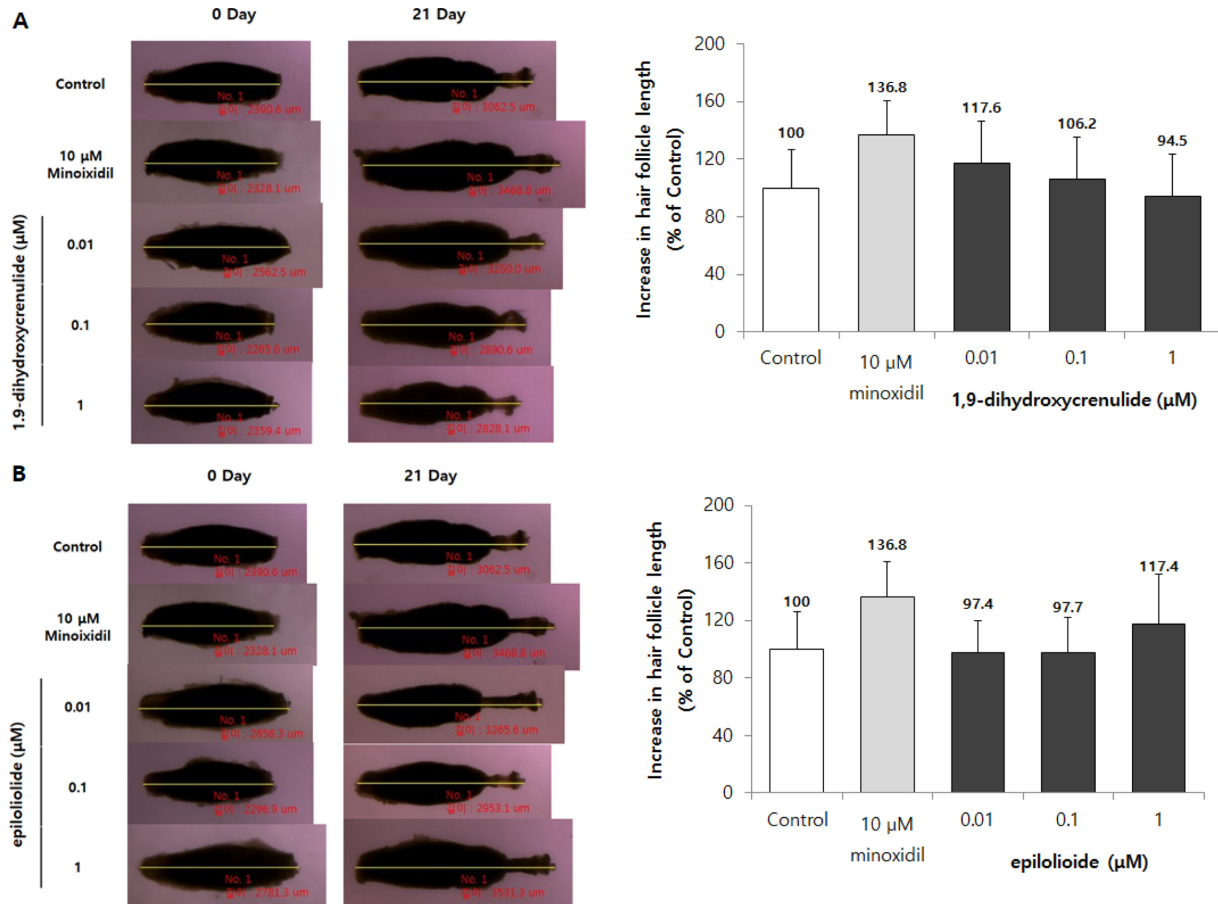 A
0 Day
21 Day
Control
No. 1
길이 : 2390.6 um
3062.5 um
10 µM
Minoixidil
No. 1
길이 : 2328.1 um
No. 1
길이 : 3468.8 um
1.9-dihydroxycrenulide (µM)
0.01
No. 1
길이 : 2562.5 um
No. 1
길이 : 3250.0 um
0.1
No. 1
길이 : 2265.6 um
No. 1
길이 : 2890.6 um
1
No. 1
길이 : 2359.4 um
No. 1
길이 : 2828.1 um
Increase in hair follicle length
(% of Control)
200
160
120
80
40
0
100
136.8
117.6
106.2
94.5
Control
10 µM
minoxidil
0.01
0.1
1
1,9-dihydroxycrenulide (µM)
B
0 Day
21 Day
Control
No. 1
길이 : 2390.6 um
No. 1
길이 : 3062.5 um
10 µM
Minoixidil
No. 1
길이 : 2328.1 um
No. 1
길이 : 3468.8 um
epiloliolide (µM)
0.01
No. 1
길이 : 2656.3 um
No. 1
길이 : 3265.6 um
0.1
No. 1
길이 : 2296.9 um
No. 1
길이 : 2953.1 um
1
No. 1
길이 : 2781.3 um
No. 1
길이 : 3531.3 um
Increase in hair follicle length
(% of Control)
200
160
120
80
40
0
100
136.8
97.4
97.7
117.4
Control
10 µM
minoxidil
0.01
0.1
1
epilolioide (µM)